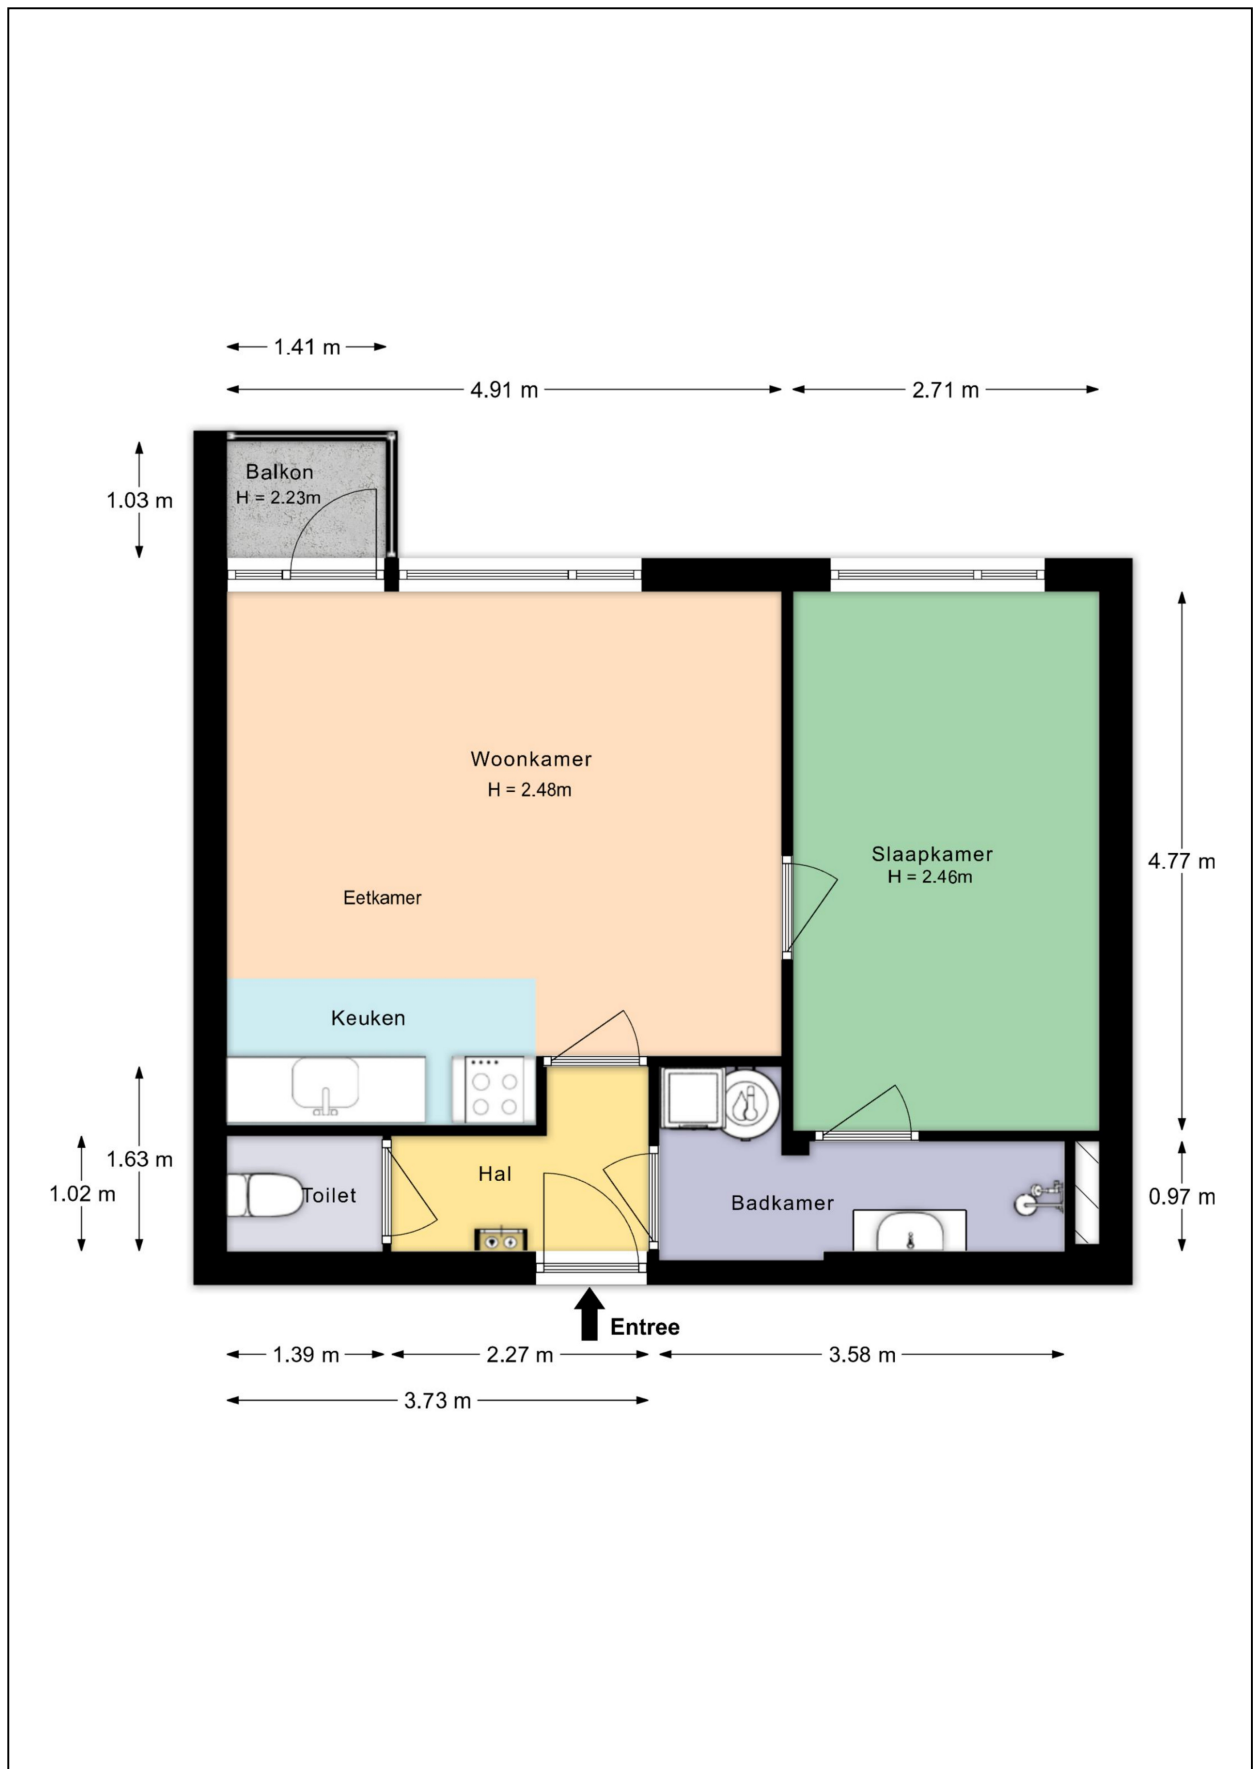 1.41 m
4.91 m
2.71 m
Balkon
H = 2.23m
1.03 m
Woonkamer
H = 2.48m
Slaapkamer
H = 2.46m
4.77 m
Eetkamer
Keuken
1.63 m
1.02 m
Toilet
Hal
Badkamer
0.97 m
Entree
1.39 m
2.27 m
3.58 m
3.73 m